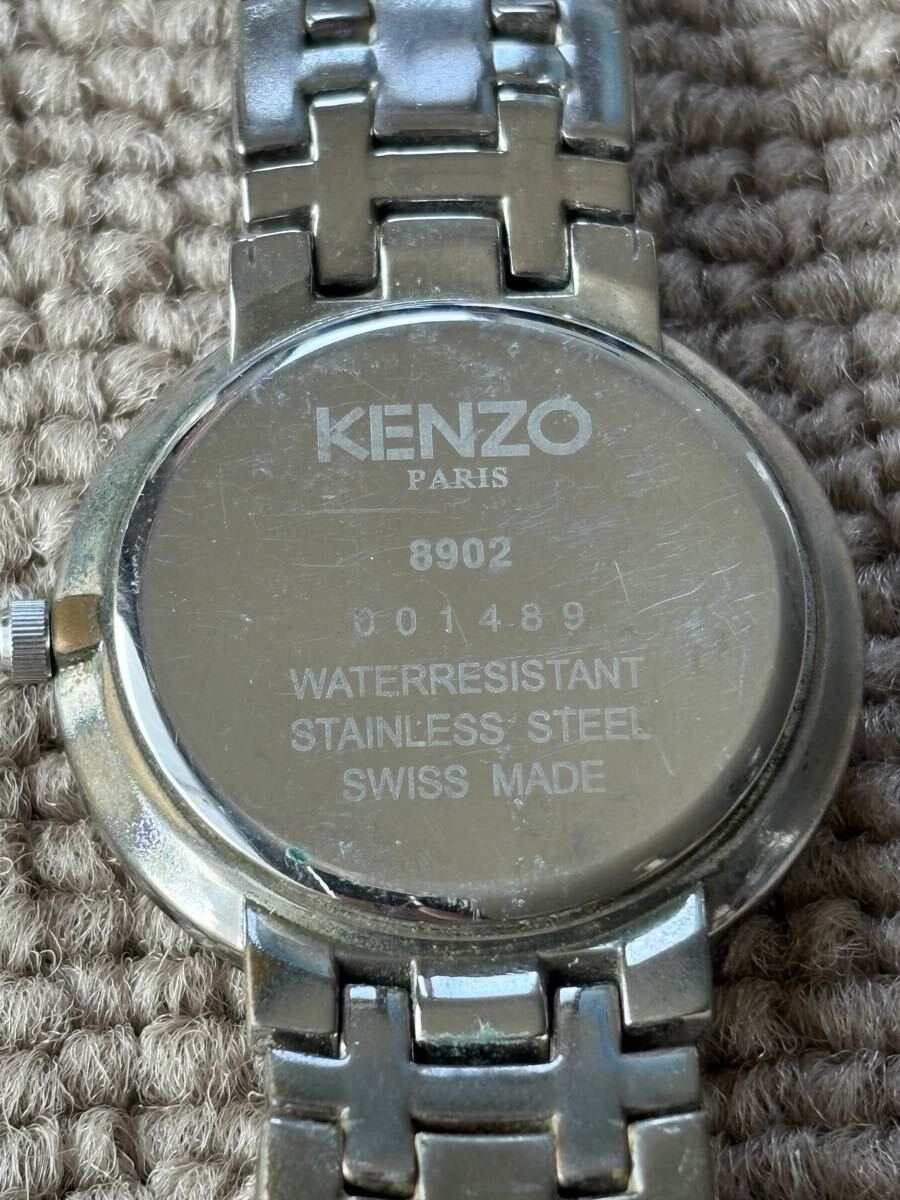 KENZO
PARIS
8902
001489
WATERRESISTANT
STAINLESS STEEL
SWISS MADE